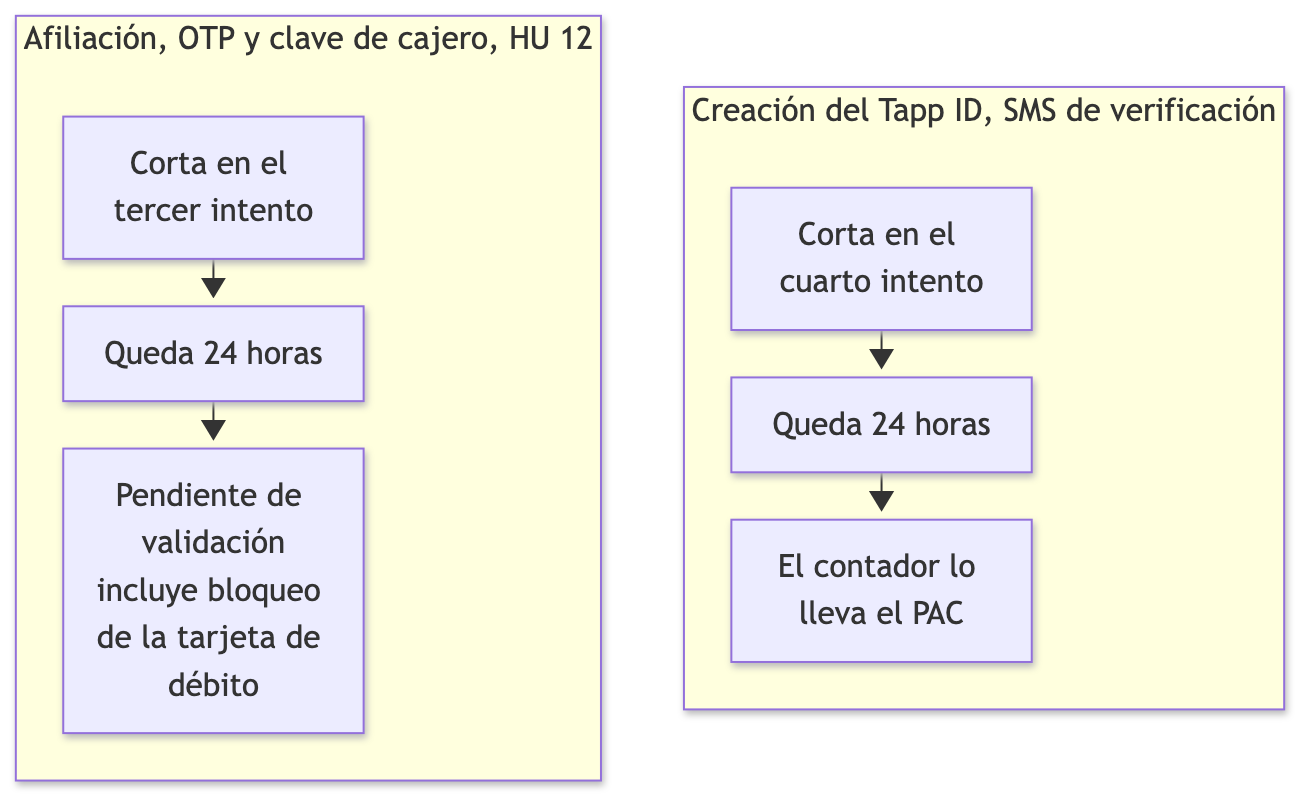 Afiliación, OTP y clave de cajero, HU 12
Corta en el
tercer intento
Queda 24 horas
Pendiente de
validación
incluye bloqueo
de la tarjeta de
débito
Creación del Tapp ID, SMS de verificación
Corta en el
cuarto intento
Queda 24 horas
El contador lo
lleva el PAC